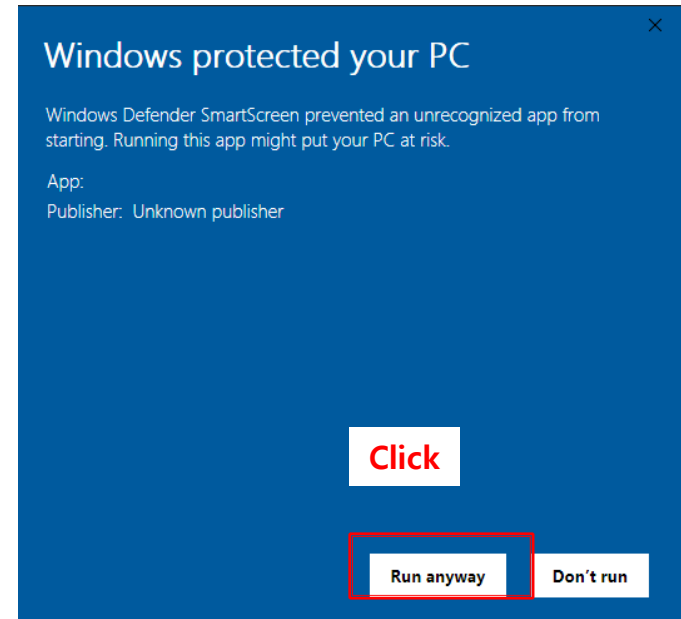 Windows protected your PC
Windows Defender SmartScreen prevented an unrecognized app from
starting. Running this app might put your PC at risk.
App:
Publisher: Unknown publisher
Click
Run anyway
Don't run